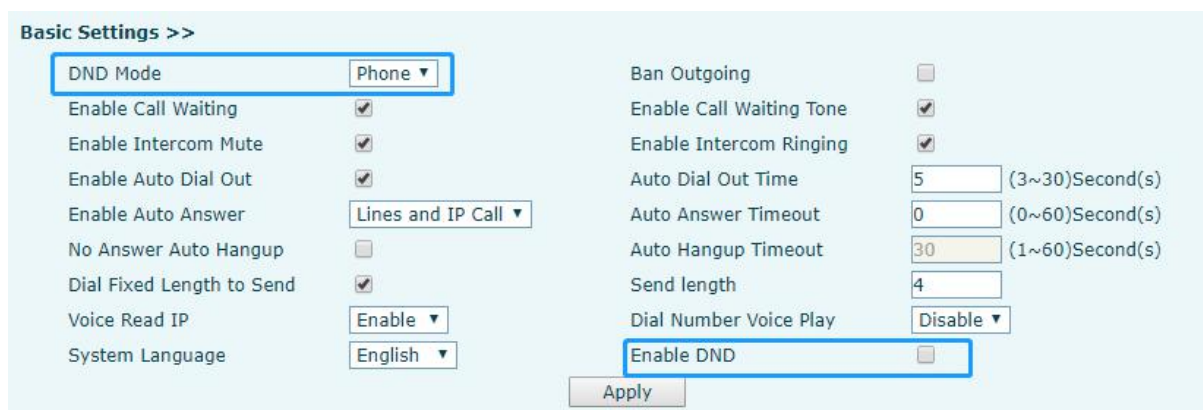 Basic Settings >>
DND Mode Phone ▼ Ban Outgoing
Enable Call Waiting Enable Call Waiting Tone
Enable Intercom Mute Enable Intercom Ringing
Enable Auto Dial Out Auto Dial Out Time 5 (3~30)Second(s)
Enable Auto Answer Lines and IP Call ▼ Auto Answer Timeout 0 (0~60)Second(s)
No Answer Auto Hangup Auto Hangup Timeout 30 (1~60)Second(s)
Dial Fixed Length to Send Send length 4
Voice Read IP Enable ▼ Dial Number Voice Play Disable ▼
System Language English ▼ Enable DND
Apply